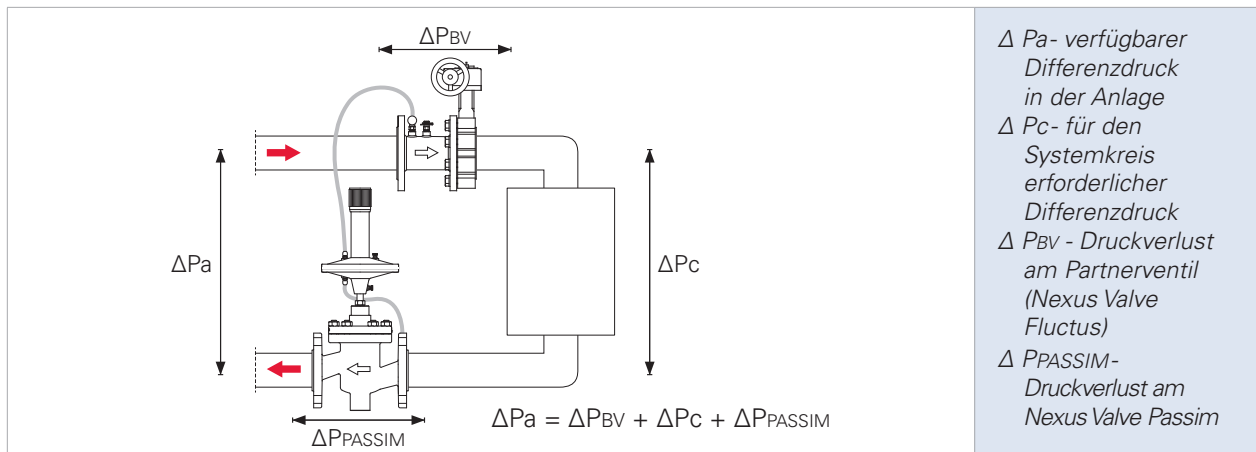 ΔPBV
ΔPa
ΔPc
ΔPPASSIM
ΔPa = ΔPBV + ΔPc + ΔPPASSIM
Δ Pa- verfügbarer
Differenzdruck
in der Anlage
Δ Pc- für den
Systemkreis
erforderlicher
Differenzdruck
Δ PBV - Druckverlust
am Partnerventil
(Nexus Valve
Fluctus)
Δ PPASSIM-
Druckverlust am
Nexus Valve Passim